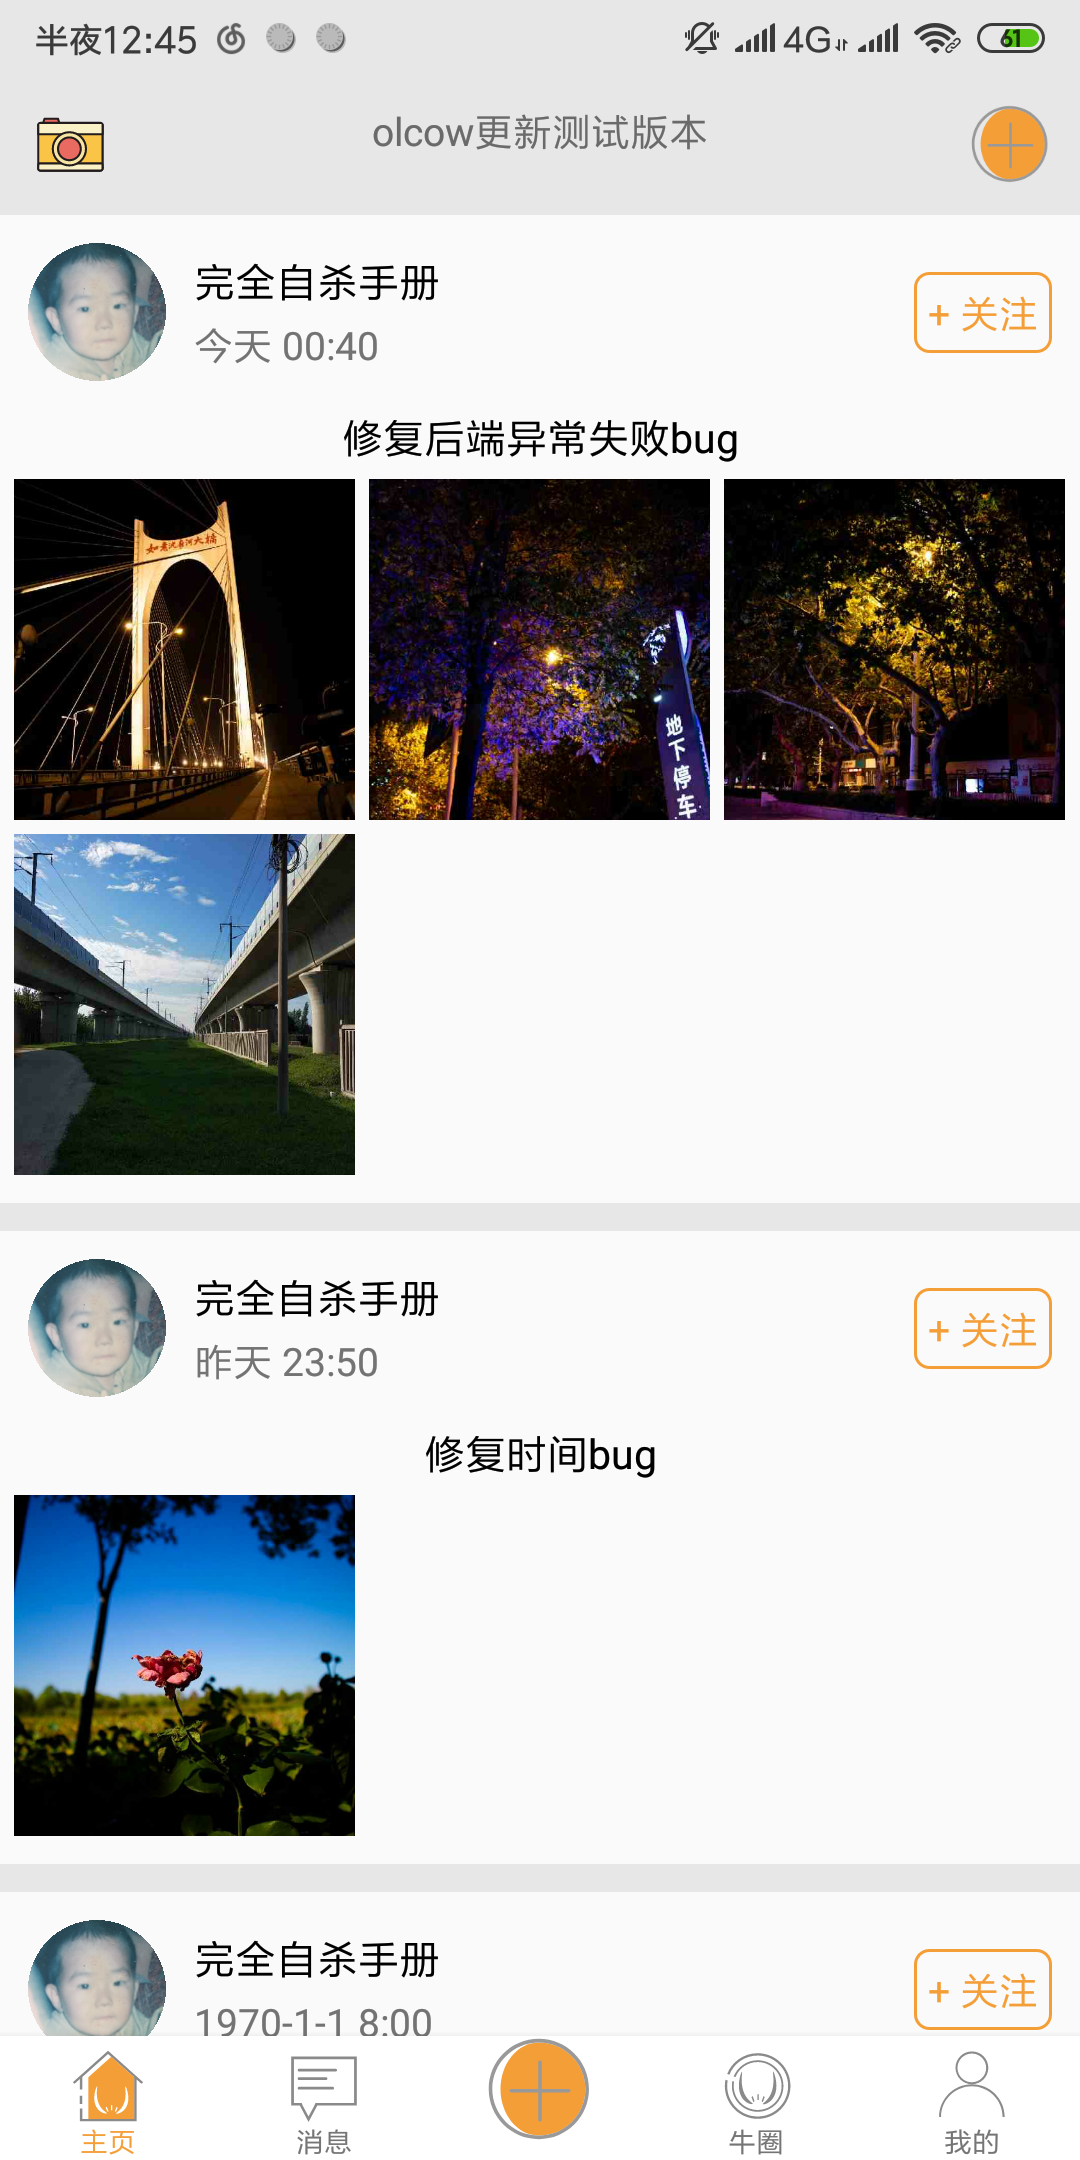 半夜12:45
4G
61
olcow更新测试版本
完全自杀手册
今天 00:40
+ 关注
修复后端异常失败bug
地下停车
完全自杀手册
昨天 23:50
+ 关注
修复时间bug
完全自杀手册
1970-1-1 8:00
+ 关注
主页
消息
牛圈
我的